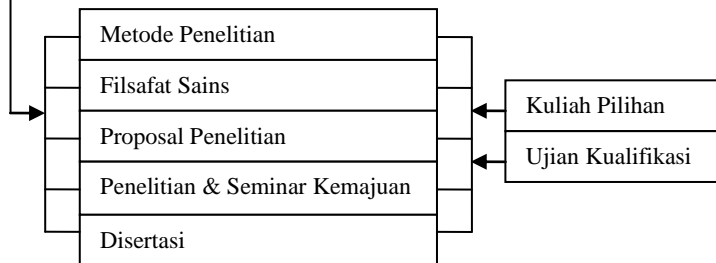 Metode Penelitian
Filsafat Sains
Proposal Penelitian
Penelitian & Seminar Kemajuan
Disertasi
Kuliah Pilihan
Ujian Kualifikasi